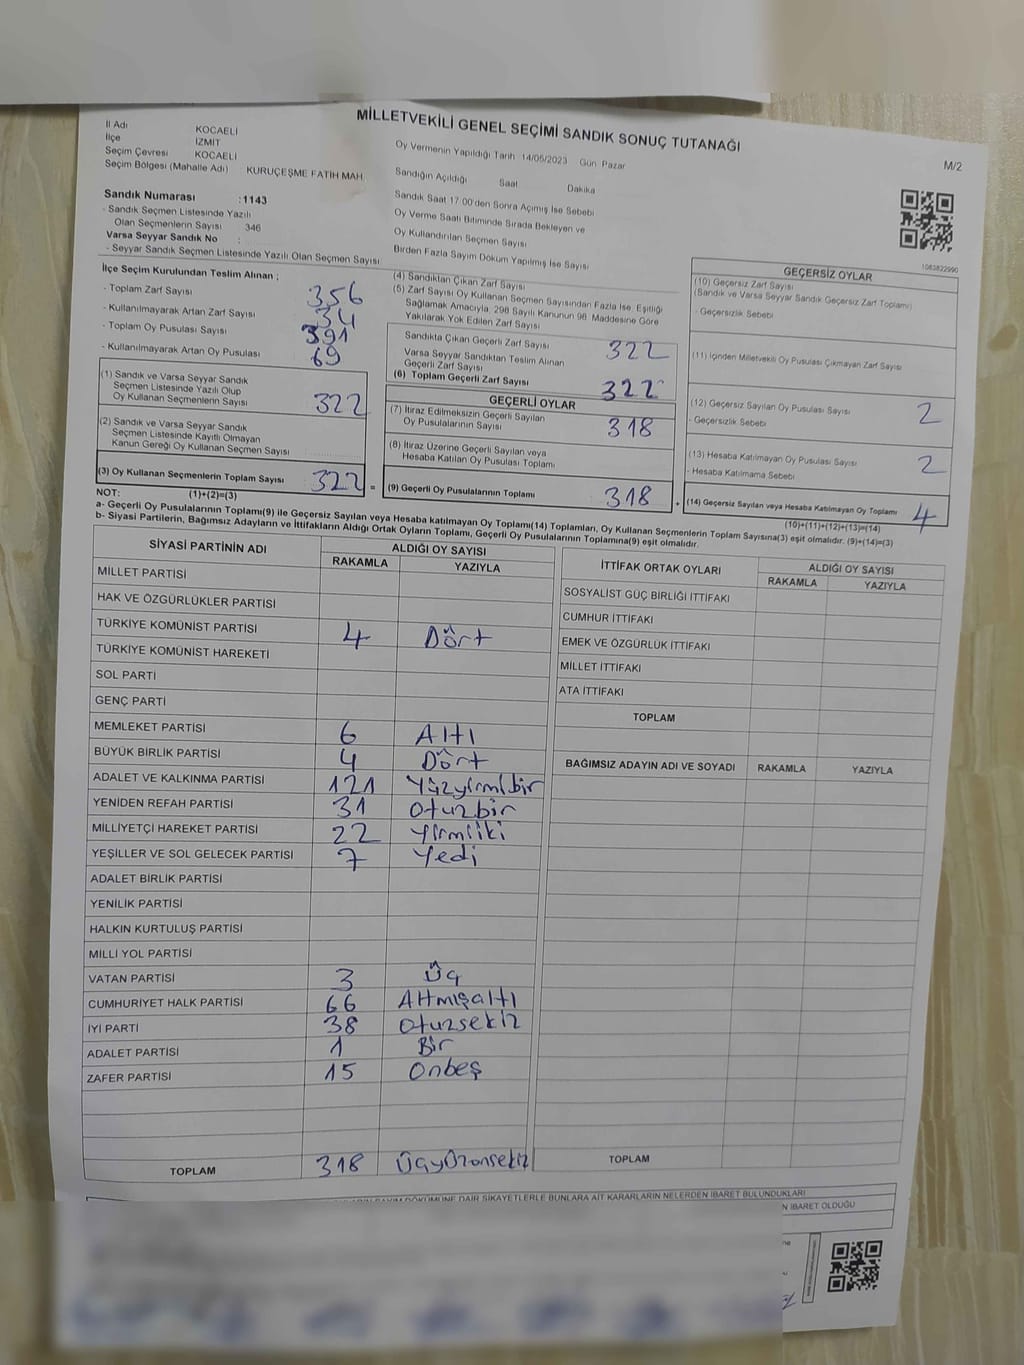 MİLLETVEKİLİ GENEL SEÇİMİ SANDIK SONUÇ TUTANAĞI
M/2
İl Adı KOCAELİ
İlçe İZMİT
Seçim Çevresi KOCAELİ
Seçim Bölgesi (Mahalle Adı) KURUÇEŞME FATİH MAH.
Sandık Numarası :1143
- Sandık Seçmen Listesinde Yazılı
Olan Seçmenlerin Sayısı 346
Varsa Seyyar Sandık No :
- Seyyar Sandık Seçmen Listesinde Yazılı Olan Seçmen Sayısı
Oy Vermenin Yapıldığı Tarih 14/05/2023 Gün Pazar
Sandığın Açıldığı Saat Dakika
Sandık Saat 17.00'den Sonra Açılmış İse Sebebi
Oy Verme Saati Bitiminde Sırada Bekleyen ve
Oy Kullandırılan Seçmen Sayısı
Birden Fazla Sayım Döküm Yapılmış İse Sayısı
1083822990
İlçe Seçim Kurulundan Teslim Alınan ;
- Toplam Zarf Sayısı 356
- Kullanılmayarak Artan Zarf Sayısı 34
- Toplam Oy Pusulası Sayısı 391
- Kullanılmayarak Artan Oy Pusulası 69
(1) Sandık ve Varsa Seyyar Sandık
Seçmen Listesinde Yazılı Olup
Oy Kullanan Seçmenlerin Sayısı 322
(2) Sandık ve Varsa Seyyar Sandık
Seçmen Listesinde Kayıtlı Olmayan
Kanun Gereği Oy Kullanan Seçmen Sayısı
(3) Oy Kullanan Seçmenlerin Toplam Sayısı 322 =
(1)+(2)=(3)
(4) Sandıktan Çıkan Zarf Sayısı
(5) Zarf Sayısı Oy Kullanan Seçmen Sayısından Fazla İse, Eşitliği
Sağlamak Amacıyla 298 Sayılı Kanunun 98. Maddesine Göre
Yakılarak Yok Edilen Zarf Sayısı
Sandıkta Çıkan Geçerli Zarf Sayısı 322
Varsa Seyyar Sandıktan Teslim Alınan
Geçerli Zarf Sayısı
(6) Toplam Geçerli Zarf Sayısı 322
GEÇERLİ OYLAR
(7) İtiraz Edilmeksizin Geçerli Sayılan
Oy Pusulalarının Sayısı 318
(8) İtiraz Üzerine Geçerli Sayılan veya
Hesaba Katılan Oy Pusulası Toplamı
(9) Geçerli Oy Pusulalarının Toplamı 318 +
GEÇERSİZ OYLAR
(10) Geçersiz Zarf Sayısı
(Sandık ve Varsa Seyyar Sandık Geçersiz Zarf Toplamı)
- Geçersizlik Sebebi
(11) İçinden Milletvekili Oy Pusulası Çıkmayan Zarf Sayısı
(12) Geçersiz Sayılan Oy Pusulası Sayısı 2
- Geçersizlik Sebebi
(13) Hesaba Katılmayan Oy Pusulası Sayısı 2
- Hesaba Katılmama Sebebi
(14) Geçersiz Sayılan veya Hesaba Katılmayan Oy Toplamı 4
(10)+(11)+(12)+(13)=(14)
NOT:
a- Geçerli Oy Pusulalarının Toplamı(9) ile Geçersiz Sayılan veya Hesaba katılmayan Oy Toplamı(14) Toplamları, Oy Kullanan Seçmenlerin Toplam Sayısına(3) eşit olmalıdır. (9)+(14)=(3)
b- Siyasi Partilerin, Bağımsız Adayların ve İttifakların Aldığı Ortak Oyların Toplamı, Geçerli Oy Pusulalarının Toplamına(9) eşit olmalıdır.
SİYASİ PARTİNİN ADI ALDIĞI OY SAYISI
RAKAMLA YAZIYLA
MİLLET PARTİSİ
HAK VE ÖZGÜRLÜKLER PARTİSİ
TÜRKİYE KOMÜNİST PARTİSİ 4 Dört
TÜRKİYE KOMÜNİST HAREKETİ
SOL PARTİ
GENÇ PARTİ
MEMLEKET PARTİSİ 6 Altı
BÜYÜK BİRLİK PARTİSİ 4 Dört
ADALET VE KALKINMA PARTİSİ 121 Yüzyirmibir
YENİDEN REFAH PARTİSİ 31 Otuzbir
MİLLİYETÇİ HAREKET PARTİSİ 22 Yirmiiki
YEŞİLLER VE SOL GELECEK PARTİSİ 7 Yedi
ADALET BİRLİK PARTİSİ
YENİLİK PARTİSİ
HALKIN KURTULUŞ PARTİSİ
MİLLİ YOL PARTİSİ
VATAN PARTİSİ 3 Üç
CUMHURİYET HALK PARTİSİ 66 Altmışaltı
İYİ PARTİ 38 Otuzsekiz
ADALET PARTİSİ 1 Bir
ZAFER PARTİSİ 15 Onbeş
TOPLAM 318 Üçyüzonsekiz
İTTİFAK ORTAK OYLARI ALDIĞI OY SAYISI
RAKAMLA YAZIYLA
SOSYALİST GÜÇ BİRLİĞİ İTTİFAKI
CUMHUR İTTİFAKI
EMEK VE ÖZGÜRLÜK İTTİFAKI
MİLLET İTTİFAKI
ATA İTTİFAKI
TOPLAM
BAĞIMSIZ ADAYIN ADI VE SOYADI RAKAMLA YAZIYLA
TOPLAM
SAYIM DÖKÜMÜNE DAİR ŞİKAYETLERLE BUNLARA AİT KARARLARIN NELERDEN İBARET BULUNDUKLARI
N İBARET OLDUĞU